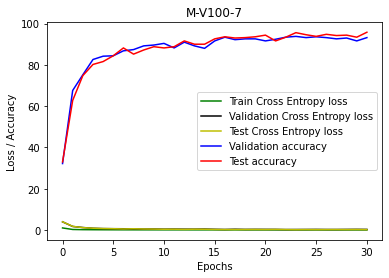 M-V100-7
Loss / Accuracy
100
80
60
40
20
0
Train Cross Entropy loss
Validation Cross Entropy loss
Test Cross Entropy loss
Validation accuracy
Test accuracy
0 5 10 15 20 25 30
Epochs